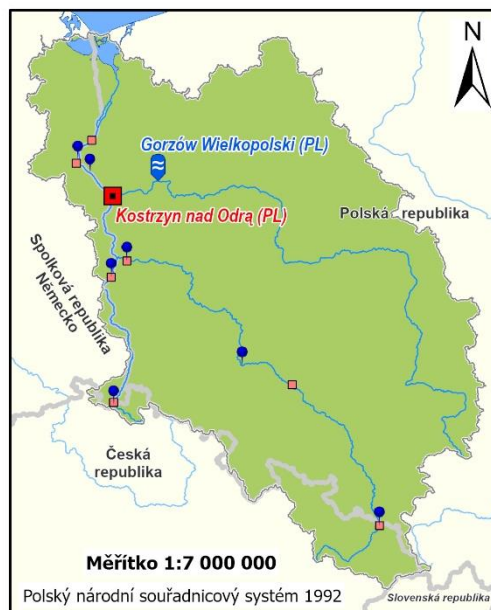 N
Gorzów Wielkopolski (PL)
Polská republika
Kostrzyn nad Odrą (PL)
Spolková republika
Německo
Česká
republika
Měřítko 1:7 000 000
Polský národní souřadnicový systém 1992
Slovenská republika